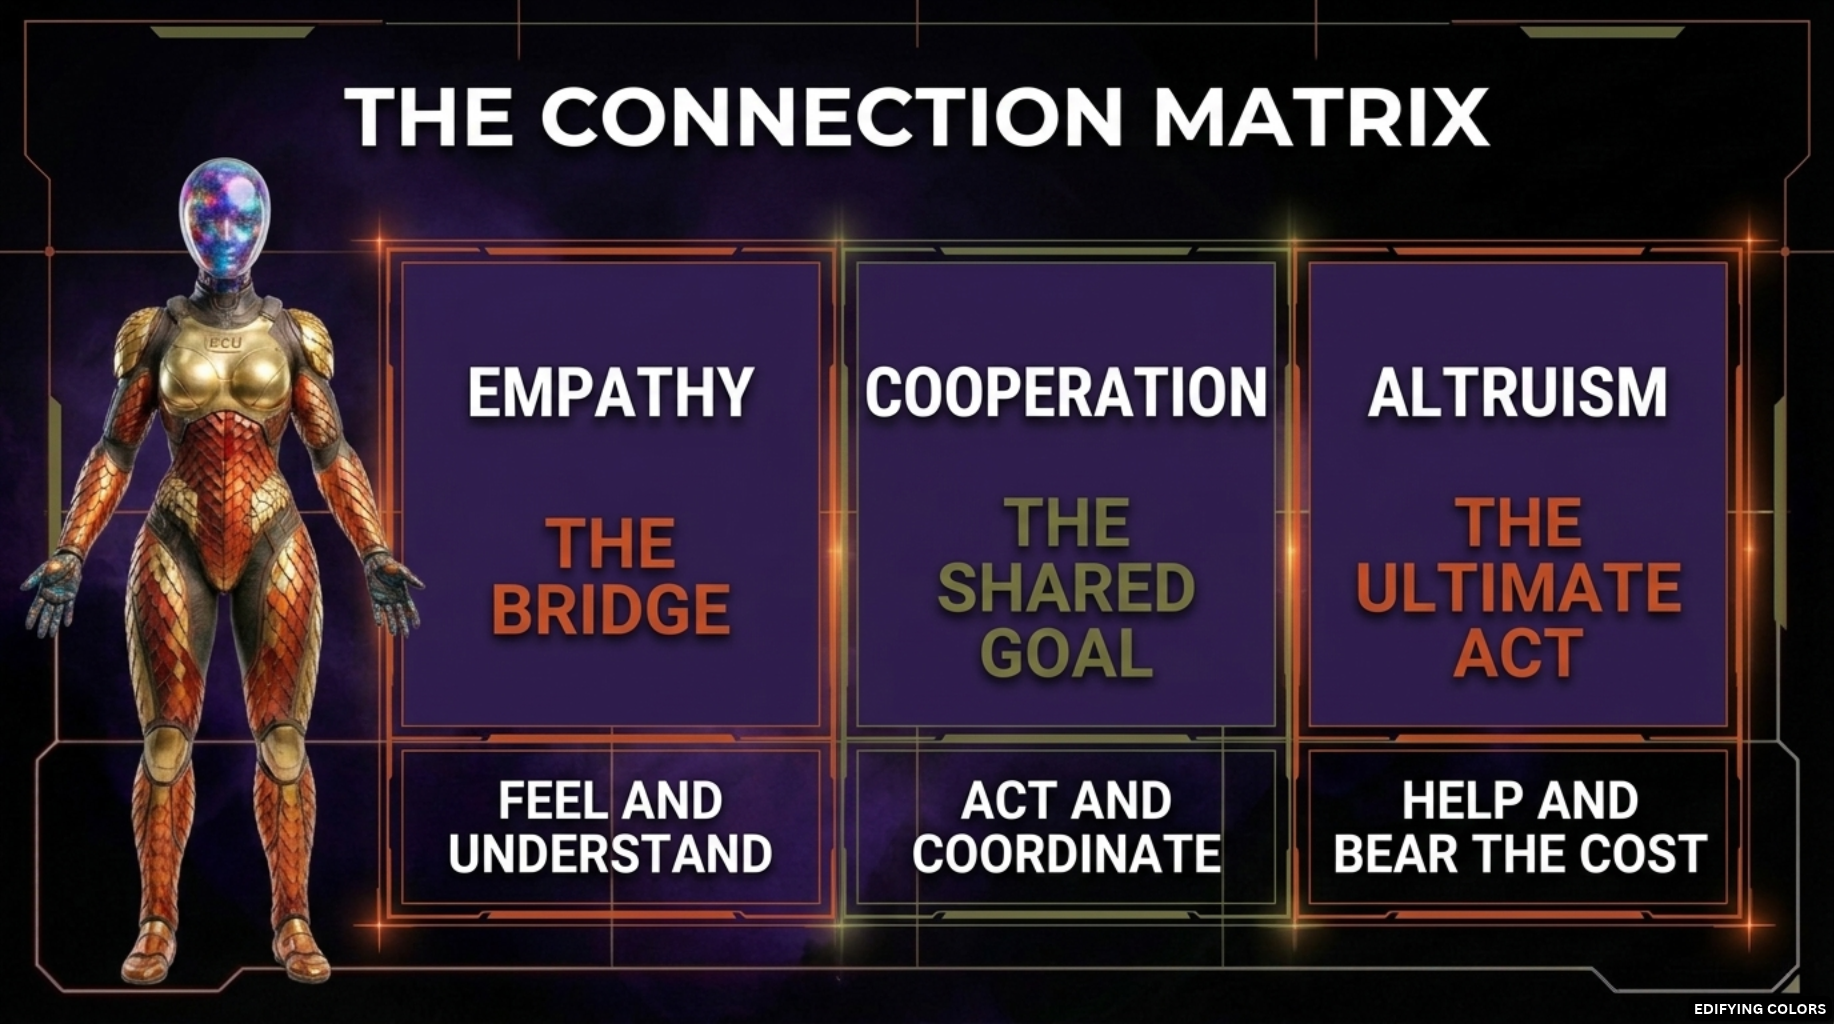 THE CONNECTION MATRIX
ECU
EMPATHY
THE
BRIDGE
FEEL AND
UNDERSTAND
COOPERATION
THE
SHARED
GOAL
ACT AND
COORDINATE
ALTRUISM
THE
ULTIMATE
ACT
HELP AND
BEAR THE COST
EDIFYING COLORS